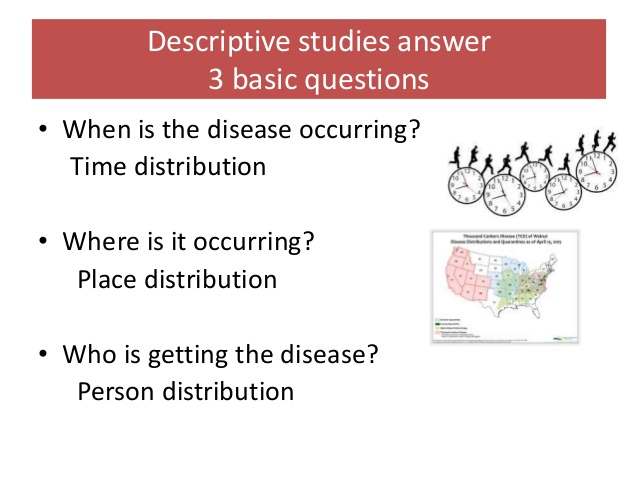 Descriptive studies answer
3 basic questions
• When is the disease occurring?
Time distribution
• Where is it occurring?
Place distribution
• Who is getting the disease?
Person distribution
Thousand Cankers Disease (TCD) of Walnut
Disease Distributions and Quarantines as of April 15, 2013